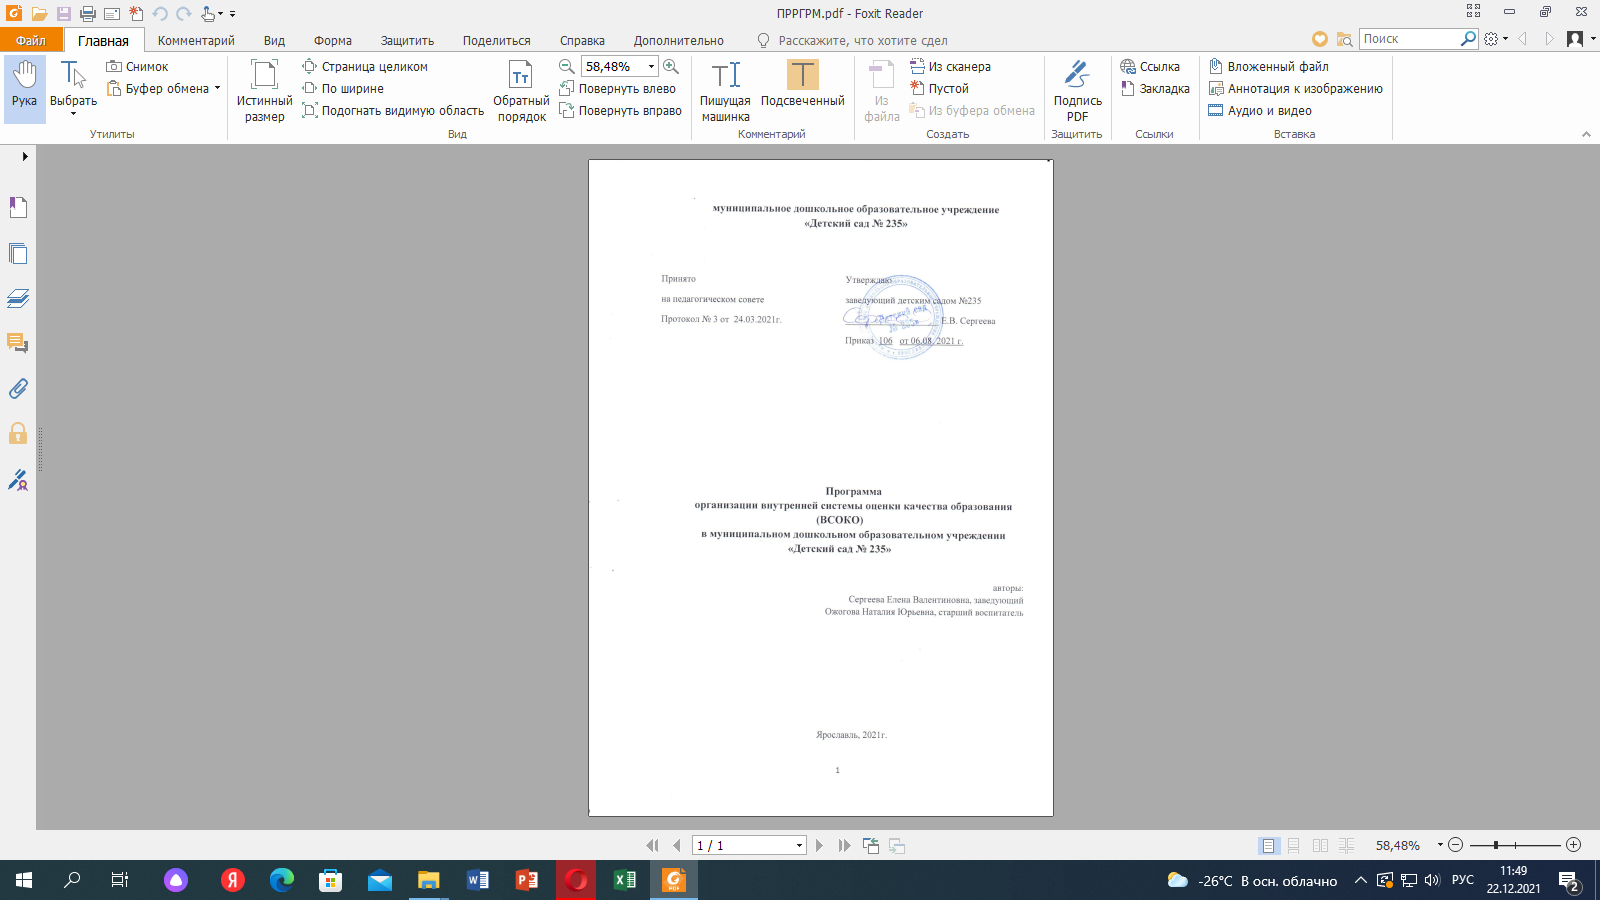 ПРРГРМ.pdf - Foxit Reader
Файл Главная Комментарий Вид Форма Защитить Поделиться Справка Дополнительно Расскажите, что хотите сдел Поиск
Рука Выбрать Снимок Буфер обмена
Утилиты
Истинный размер Страница целиком По ширине Подогнать видимую область Обратный порядок 58,48% Повернуть влево Повернуть вправо
Вид
Пишущая машинка Подсвеченный
Комментарий
Из файла Из сканера Пустой Из буфера обмена
Создать
Подпись PDF
Защитить
Ссылка Закладка
Ссылки
Вложенный файл Аннотация к изображению Аудио и видео
Вставка
муниципальное дошкольное образовательное учреждение
«Детский сад № 235»
Принято
на педагогическом совете
Протокол № 3 от 24.03.2021г.
Утверждаю
заведующий детским садом №235
Е.В. Сергеева
Приказ 106 от 06.08. 2021 г.
Программа
организации внутренней системы оценки качества образования
(ВСОКО)
в муниципальном дошкольном образовательном учреждении
«Детский сад № 235»
авторы:
Сергеева Елена Валентиновна, заведующий
Ожогова Наталия Юрьевна, старший воспитатель
Ярославль, 2021г.
1
1 / 1
58,48%
-26°C В осн. облачно
РУС
11:49
22.12.2021
2